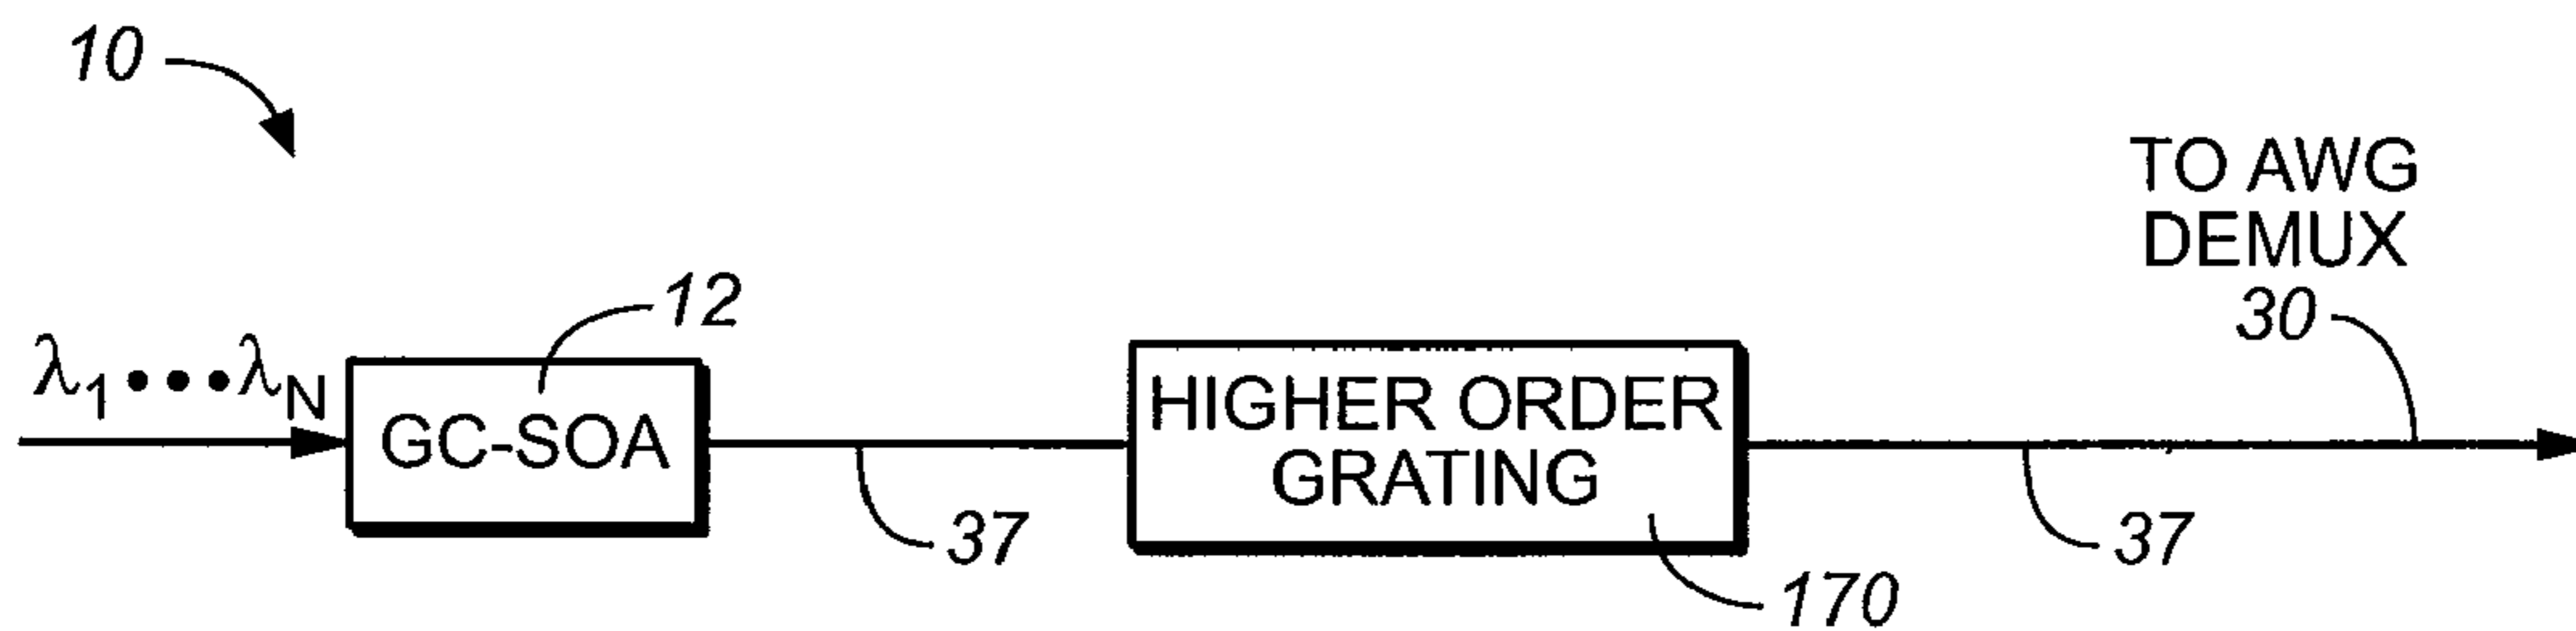 10
TO AWG
DEMUX
30
12
λ1•••λN
GC-SOA
HIGHER ORDER
GRATING
37
37
170